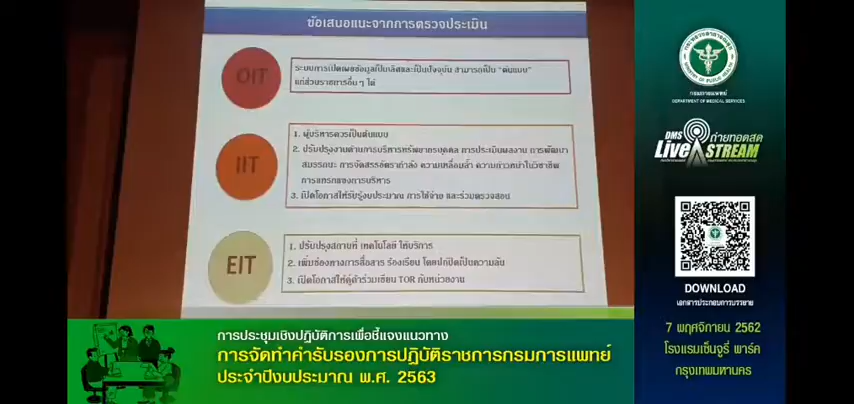 ข้อเสนอแนะจากการตรวจประเมิน
OIT
ระบบการเปิดเผยข้อมูลเป็นเลิศและเป็นปัจจุบัน สามารถเป็น "ต้นแบบ"
แก่ส่วนราชการอื่นๆ ได้
IIT
1. ผู้บริหารควรเป็นต้นแบบ
2. ปรับปรุงงานด้านการบริหารทรัพยากรบุคคล การประเมินผลงาน การพัฒนา
สมรรถนะ การจัดสรรอัตรากำลัง ความเหลื่อมล้ำ ความก้าวหน้าในวิชาชีพ
การแทรกแซงการบริหาร
3. เปิดโอกาสให้รับรู้งบประมาณ การใช้จ่าย และร่วมตรวจสอบ
EIT
1. ปรับปรุงสถานที่ เทคโนโลยี ให้บริการ
2. เพิ่มช่องทางการสื่อสาร ร้องเรียน โดยปกปิดเป็นความลับ
3. เปิดโอกาสให้คู่ค้าร่วมเขียน TOR กับหน่วยงาน
การประชุมเชิงปฏิบัติการเพื่อชี้แจงแนวทาง
การจัดทำคำรับรองการปฏิบัติราชการกรมการแพทย์
ประจำปีงบประมาณ พ.ศ. 2563
กระทรวงสาธารณสุข
MINISTRY OF PUBLIC HEALTH
กรมการแพทย์
DEPARTMENT OF MEDICAL SERVICES
DMS
Live
ถ่ายทอดสด
STREAM
DOWNLOAD
เอกสารประกอบการบรรยาย
7 พฤศจิกายน 2562
โรงแรมเซ็นจูรี่ พาร์ค
กรุงเทพมหานคร